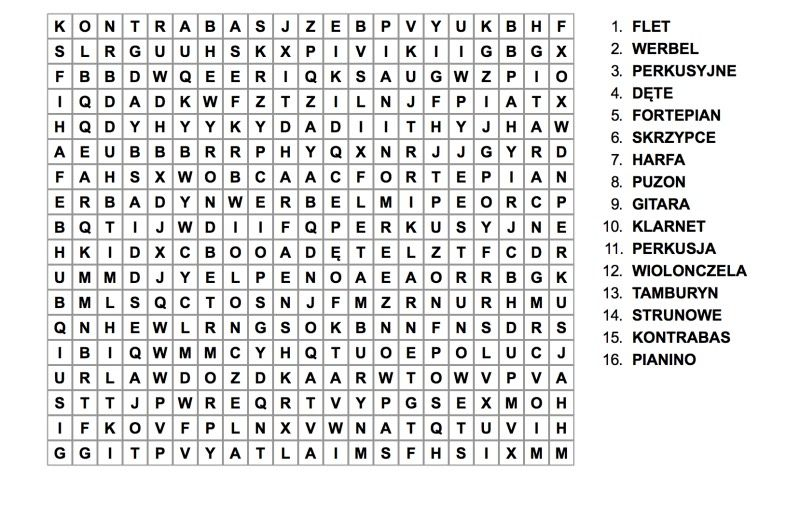 K O N T R A B A S J Z E B P V Y U K B H F
S L R G U U H S K X P I V I K I I G B G X
F B B D W Q E E R I Q K S A U G W Z P I O
I Q D A D K W F Z T Z I L N J F P I A T X
H Q D Y H Y Y K Y D A D I I T H Y J H A W
A E U B B B R R P H Y Q X N R J J G Y R D
F A H S X W O B C A A C F O R T E P I A N
E R B A D Y N W E R B E L M I P E O R C P
B Q T I J W D I I F Q P E R K U S Y J N E
H K I D X C B O O A D Ę T E L Z T F C D R
U M M D J Y E L P E N O A E A O R R B G K
B M L S Q C T O S N J F M Z R N U R H M U
Q N H E W L R N G S O K B N N F N S D R S
I B I Q W M M C Y H Q T U O E P O L U C J
U R L A W D O Z D K A A R W T O W V P V A
S T T J P W R E Q R T V Y P G S E X M O H
I F K O V F P L N X V W N A T Q T U V I H
G G I T P V Y A T L A I M S F H S I X M M
1. FLET
2. WERBEL
3. PERKUSYJNE
4. DĘTE
5. FORTEPIAN
6. SKRZYPCE
7. HARFA
8. PUZON
9. GITARA
10. KLARNET
11. PERKUSJA
12. WIOLONCZELA
13. TAMBURYN
14. STRUNOWE
15. KONTRABAS
16. PIANINO